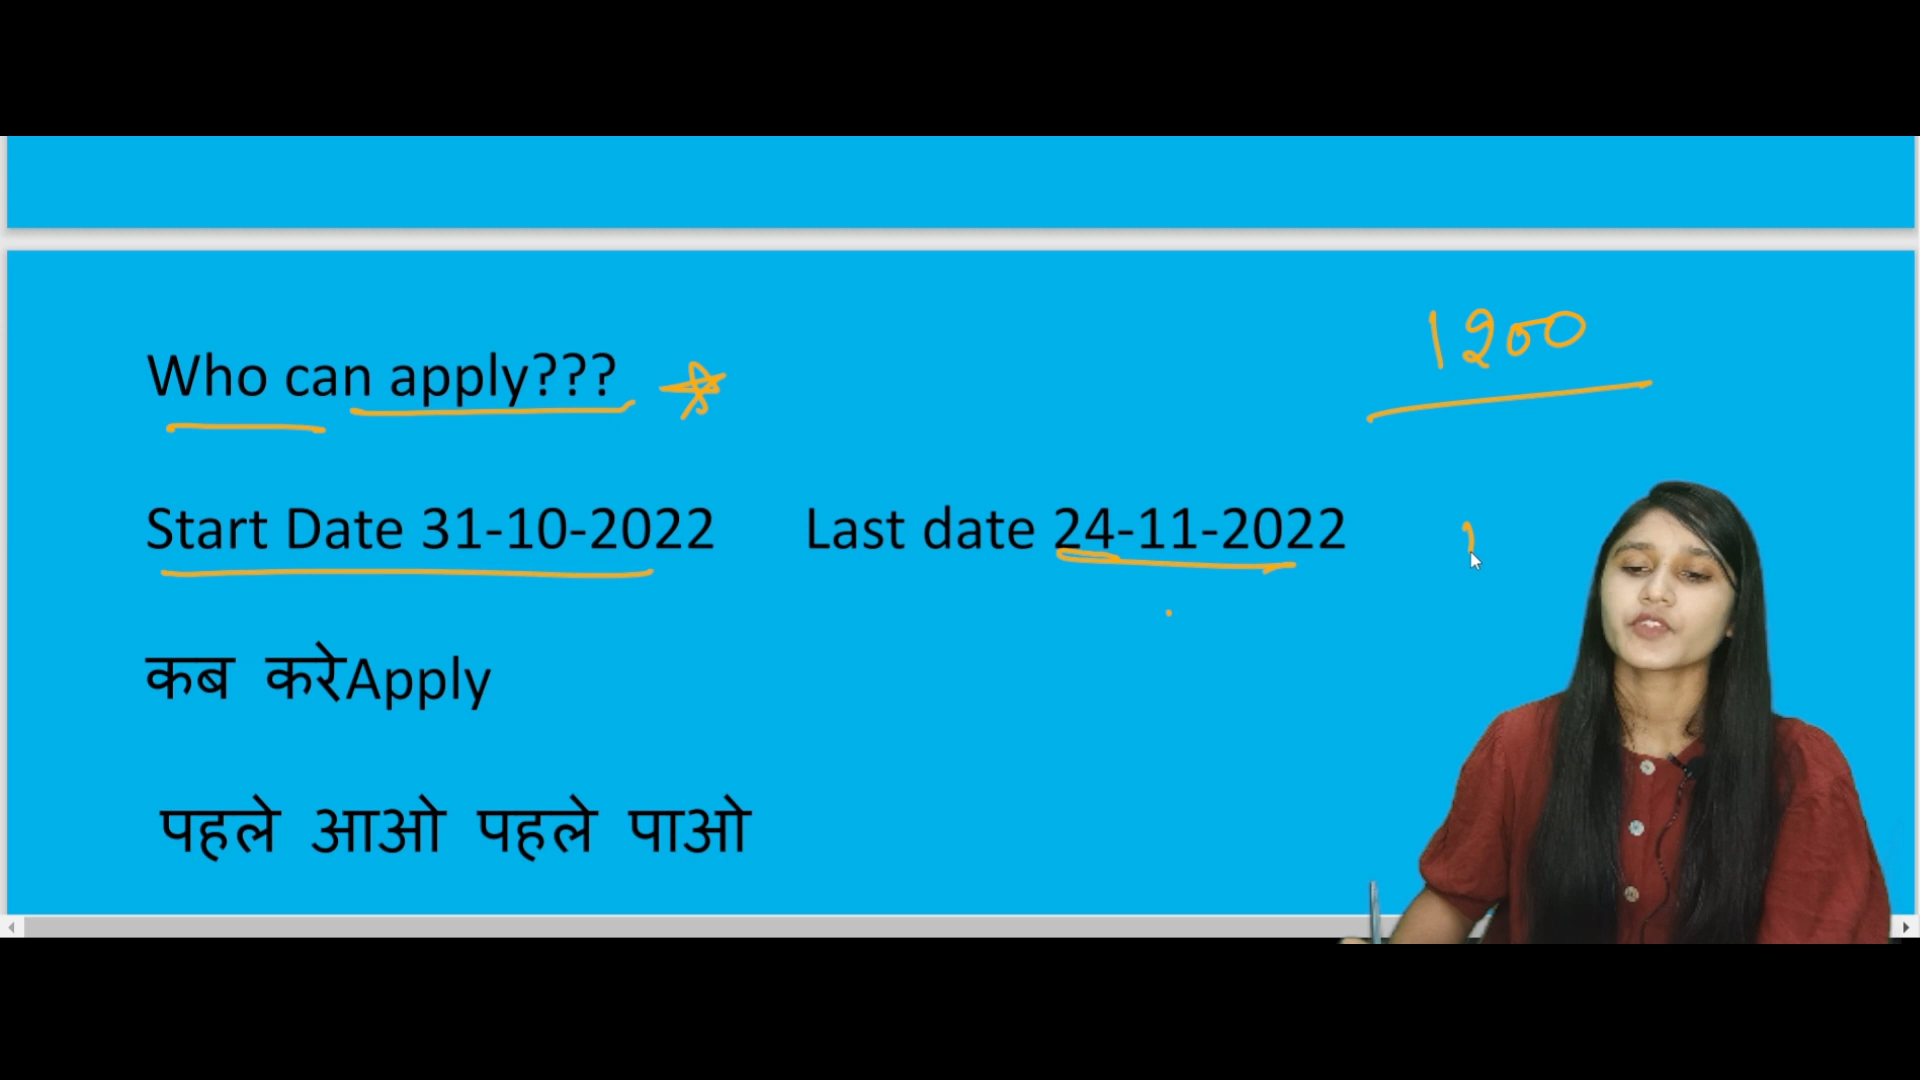 1200
Who can apply???
Start Date 31-10-2022 Last date 24-11-2022
कब करेApply
पहले आओ पहले पाओ